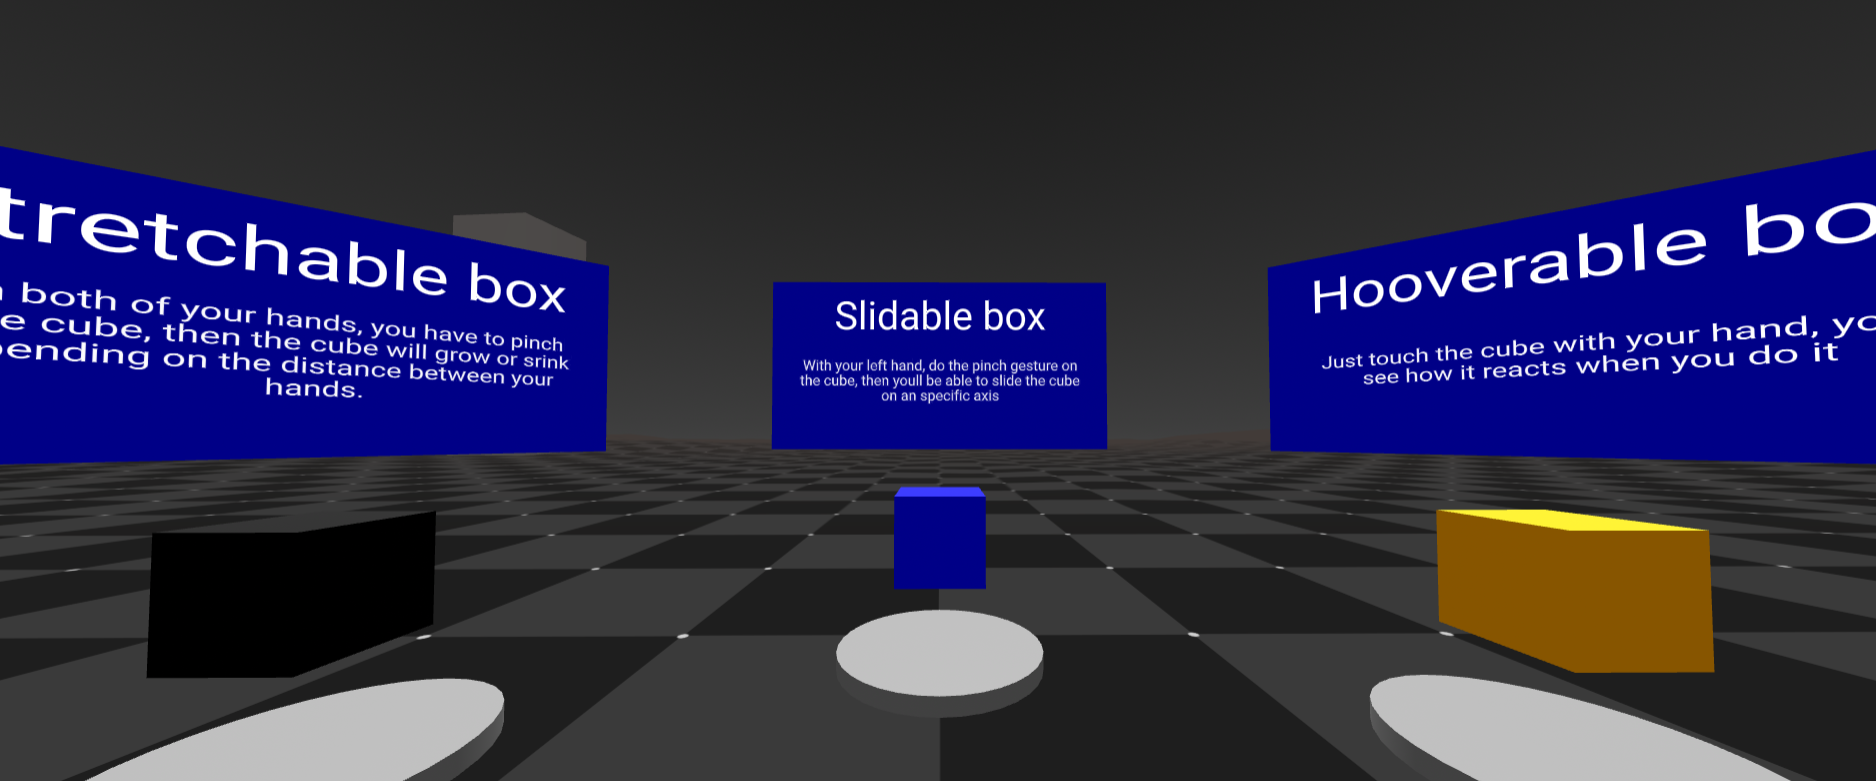 tretchable box
both of your hands, you have to pinch
e cube, then the cube will grow or srink
ending on the distance between your
hands.
Slidable box
With your left hand, do the pinch gesture on
the cube, then youll be able to slide the cube
on an specific axis
Hooverable bo
Just touch the cube with your hand, yo
see how it reacts when you do it